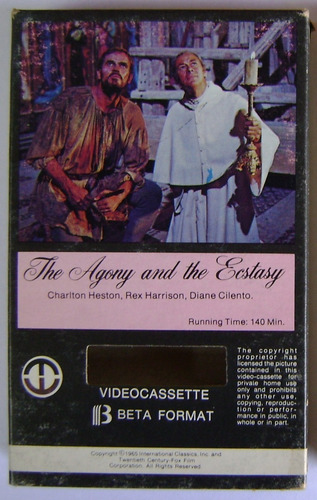 The Agony and the Ecstasy
Charlton Heston, Rex Harrison, Diane Cilento.
Running Time: 140 Min.
The copyright
proprietor has
licensed the picture
contained in this
video-cassette for
private home use
only and prohibits
any other use,
copying, reproduc-
tion or perfor-
mance in public, in
whole or in part.
VIDEOCASSETTE
B BETA FORMAT
Copyright © 1965 International Classics, Inc. and
Twentieth Century-Fox Film
Corporation. All Rights Reserved